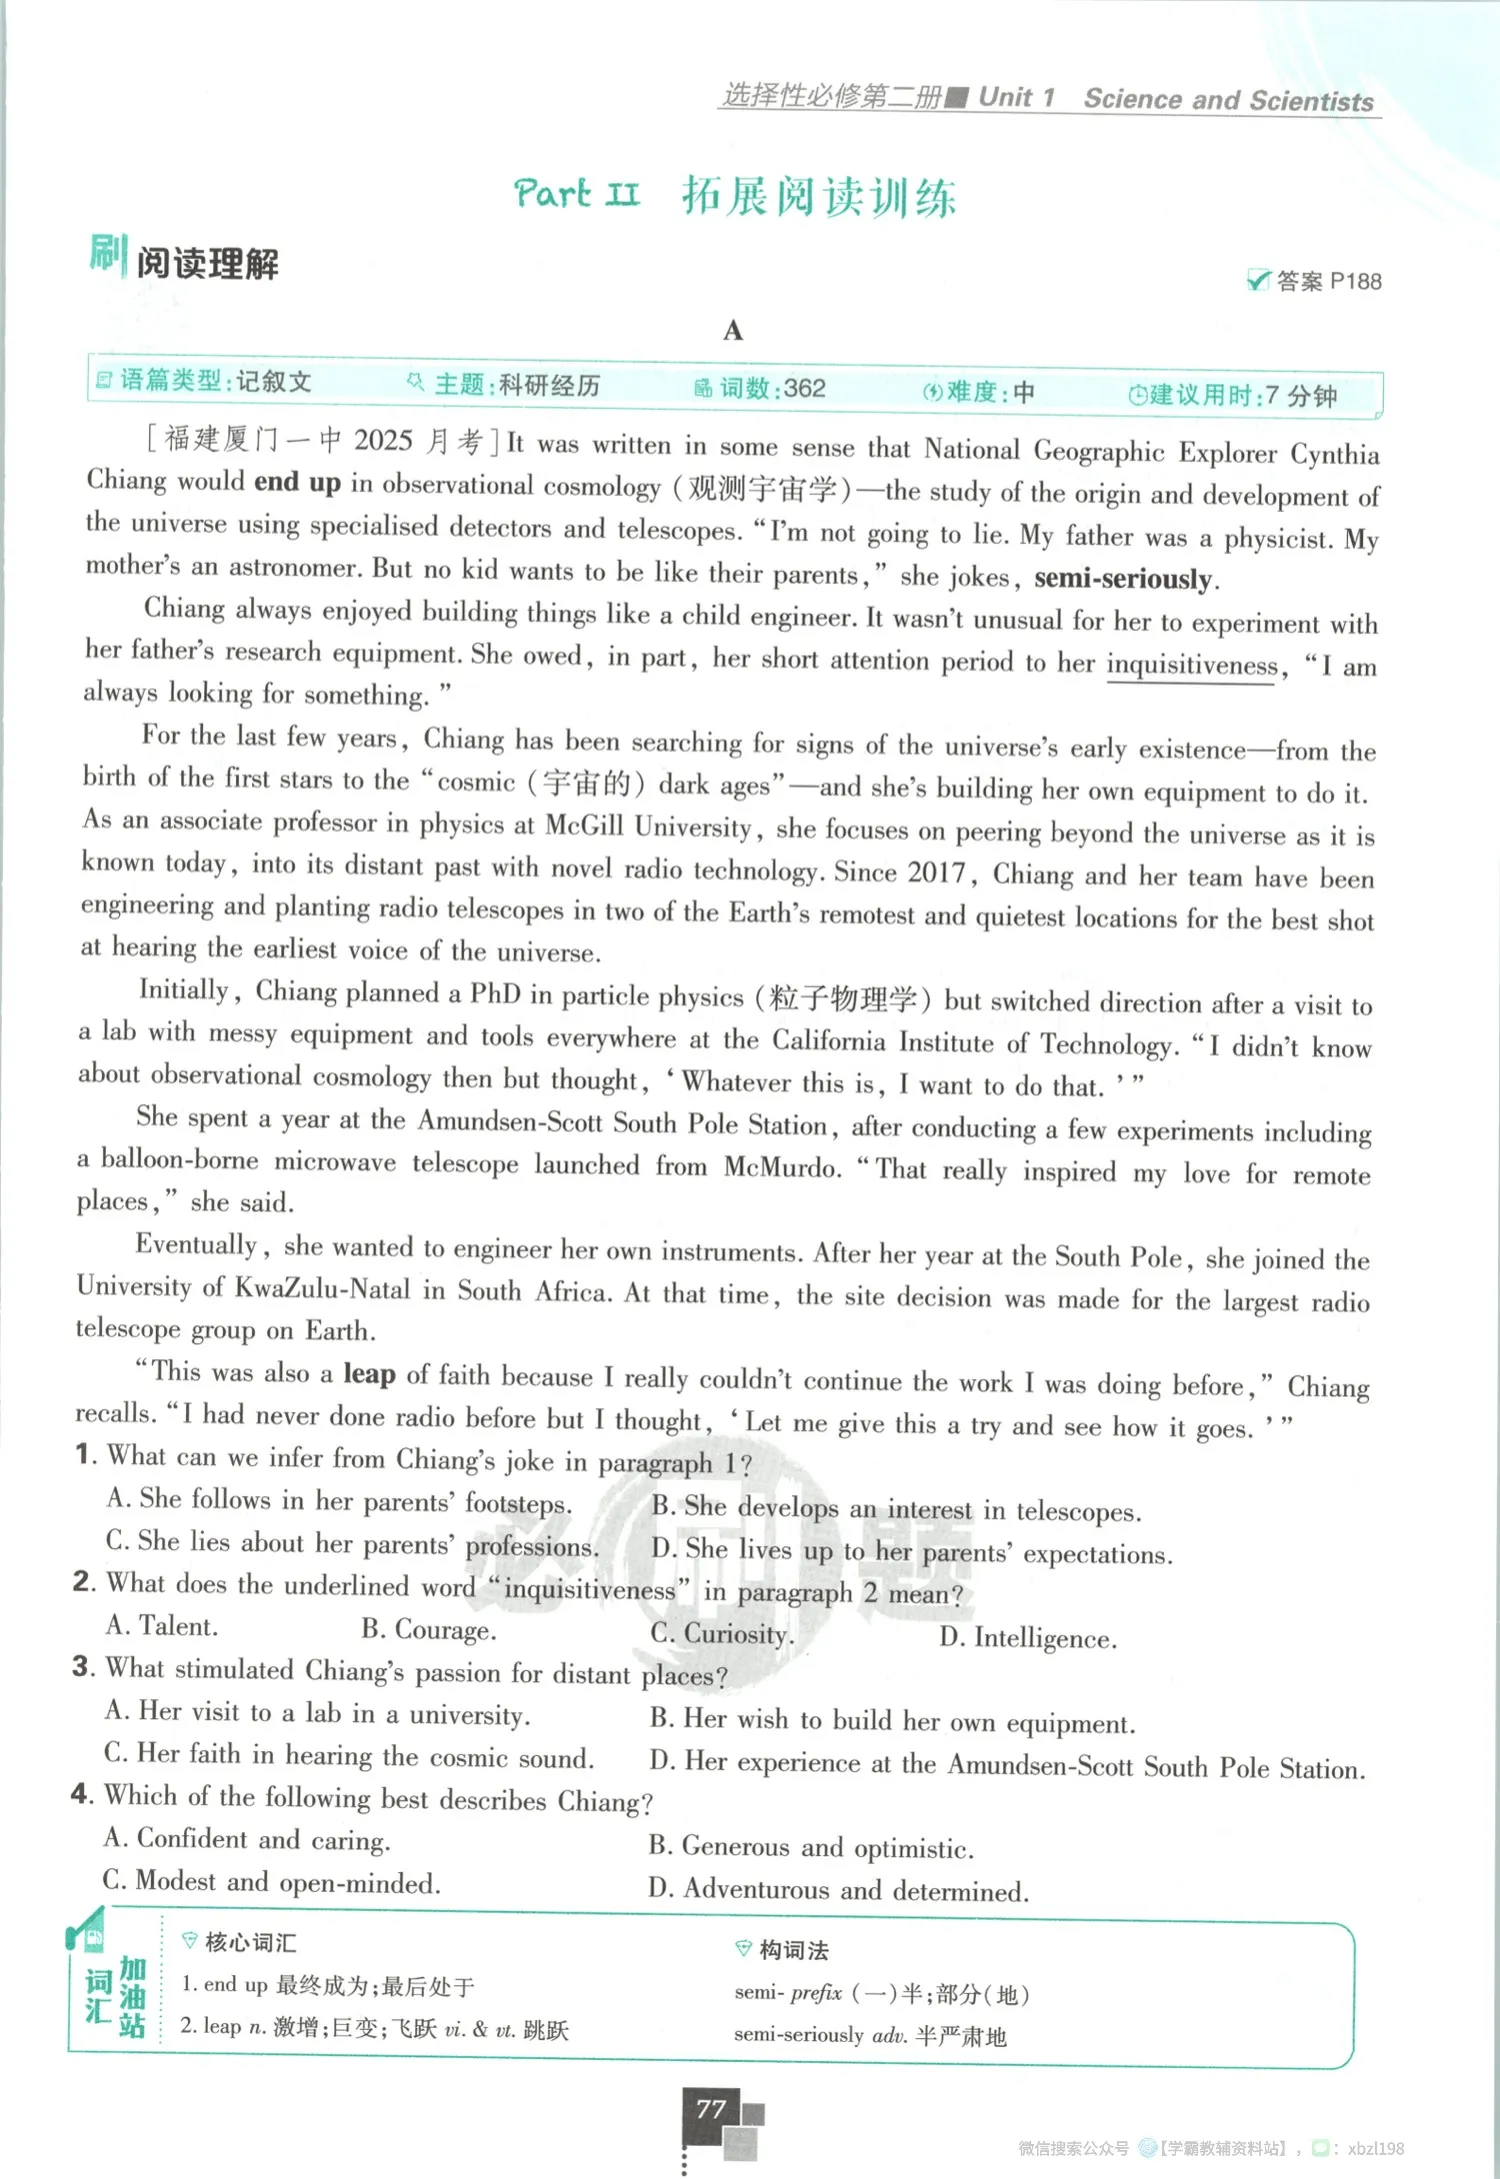 选择性必修第二册■ Unit 1 Science and Scientists
Part II 拓展阅读训练
刷 阅读理解
答案 P188
A
语篇类型:记叙文 主题:科研经历 词数:362 难度:中 建议用时:7 分钟
[福建厦门一中 2025 月考]It was written in some sense that National Geographic Explorer Cynthia
Chiang would end up in observational cosmology (观测宇宙学)—the study of the origin and development of
the universe using specialised detectors and telescopes. “I’m not going to lie. My father was a physicist. My
mother’s an astronomer. But no kid wants to be like their parents,” she jokes, semi-seriously.
Chiang always enjoyed building things like a child engineer. It wasn’t unusual for her to experiment with
her father’s research equipment. She owed, in part, her short attention period to her inquisitiveness, “I am
always looking for something.”
For the last few years, Chiang has been searching for signs of the universe’s early existence—from the
birth of the first stars to the “cosmic (宇宙的) dark ages”—and she’s building her own equipment to do it.
As an associate professor in physics at McGill University, she focuses on peering beyond the universe as it is
known today, into its distant past with novel radio technology. Since 2017, Chiang and her team have been
engineering and planting radio telescopes in two of the Earth’s remotest and quietest locations for the best shot
at hearing the earliest voice of the universe.
Initially, Chiang planned a PhD in particle physics (粒子物理学) but switched direction after a visit to
a lab with messy equipment and tools everywhere at the California Institute of Technology. “I didn’t know
about observational cosmology then but thought, ‘Whatever this is, I want to do that.’”
She spent a year at the Amundsen-Scott South Pole Station, after conducting a few experiments including
a balloon-borne microwave telescope launched from McMurdo. “That really inspired my love for remote
places,” she said.
Eventually, she wanted to engineer her own instruments. After her year at the South Pole, she joined the
University of KwaZulu-Natal in South Africa. At that time, the site decision was made for the largest radio
telescope group on Earth.
“This was also a leap of faith because I really couldn’t continue the work I was doing before,” Chiang
recalls. “I had never done radio before but I thought, ‘Let me give this a try and see how it goes.’”
1. What can we infer from Chiang’s joke in paragraph 1?
A. She follows in her parents’ footsteps. B. She develops an interest in telescopes.
C. She lies about her parents’ professions. D. She lives up to her parents’ expectations.
2. What does the underlined word “inquisitiveness” in paragraph 2 mean?
A. Talent. B. Courage. C. Curiosity. D. Intelligence.
3. What stimulated Chiang’s passion for distant places?
A. Her visit to a lab in a university. B. Her wish to build her own equipment.
C. Her faith in hearing the cosmic sound. D. Her experience at the Amundsen-Scott South Pole Station.
4. Which of the following best describes Chiang?
A. Confident and caring. B. Generous and optimistic.
C. Modest and open-minded. D. Adventurous and determined.
必刷题
词汇加油站
核心词汇 构词法
1. end up 最终成为;最后处于 semi- prefix (一)半;部分(地)
2. leap n. 激增;巨变;飞跃 vi. & vt. 跳跃 semi-seriously adv. 半严肃地
77
微信搜索公众号【学霸教辅资料站】,:xbzl198